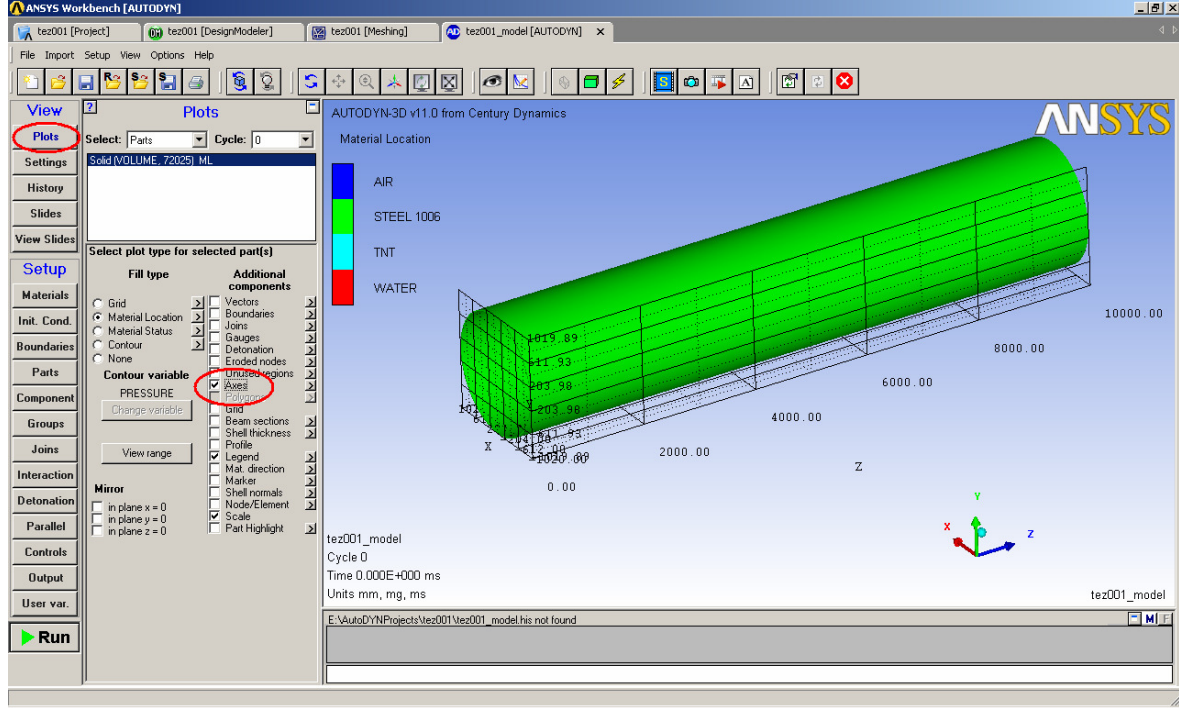 ANSYS Workbench [AUTODYN]
tez001 [Project]
tez001 [DesignModeler]
tez001 [Meshing]
tez001_model [AUTODYN]
File Import Setup View Options Help
View
Plots
Settings
History
Slides
View Slides
Setup
Materials
Init. Cond.
Boundaries
Parts
Component
Groups
Joins
Interaction
Detonation
Parallel
Controls
Output
User var.
Run
Plots
Select: Parts Cycle: 0
Solid (VOLUME, 72025) ML
Select plot type for selected part(s)
Fill type
Grid
Material Location
Material Status
Contour
None
Contour variable
PRESSURE
Change variable
View range
Mirror
in plane x = 0
in plane y = 0
in plane z = 0
Additional
components
Vectors
Boundaries
Joins
Gauges
Detonation
Eroded nodes
Unused regions
Axes
Polygons
Grid
Beam sections
Shell thickness
Profile
Legend
Mat. direction
Marker
Shell normals
Node/Element
Scale
Part Highlight
AUTODYN-3D v11.0 from Century Dynamics
Material Location
ANSYS
AIR
STEEL 1006
TNT
WATER
1019.89
611.93
203.98
-203.98
X
0.00
2000.00
4000.00
6000.00
8000.00
10000.00
Z
Y
X
Z
tez001_model
Cycle 0
Time 0.000E+000 ms
Units mm, mg, ms
tez001_model
E:\AutoDYNProjects\tez001\tez001_model.his not found
M F